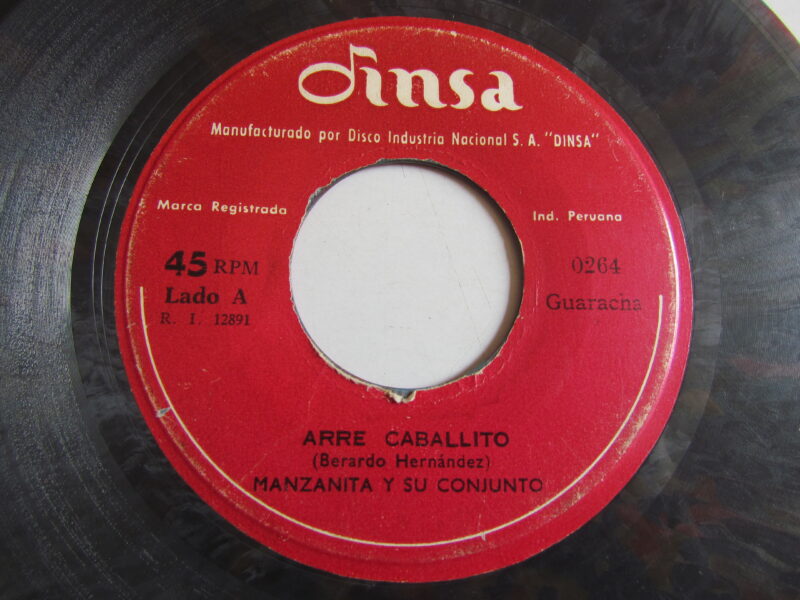 dinsa
Manufacturado por Disco Industria Nacional S. A. "DINSA"
Marca Registrada
Ind. Peruana
45 RPM
Lado A
R. I. 12891
0264
Guaracha
ARRE CABALLITO
(Berardo Hernández)
MANZANITA Y SU CONJUNTO